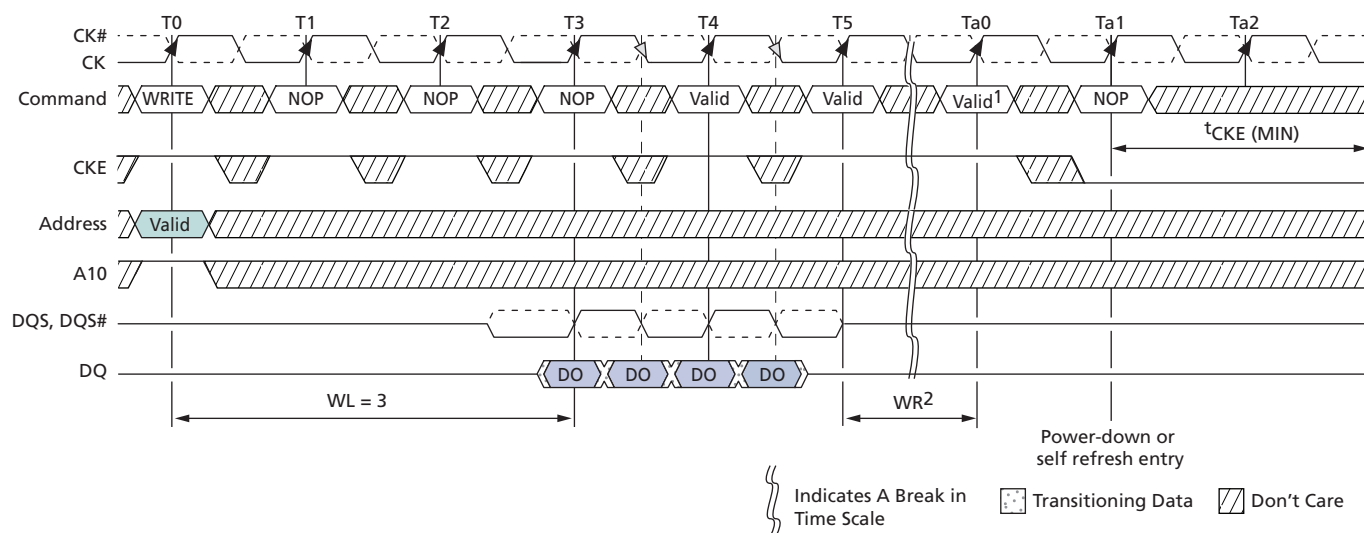 T0 T1 T2 T3 T4 T5 Ta0 Ta1 Ta2
CK#
CK
Command WRITE NOP NOP NOP Valid Valid Valid1 NOP
tCKE (MIN)
CKE
Address Valid
A10
DQS, DQS#
DQ DO DO DO DO
WL = 3 WR2
Power-down or
self refresh entry
Indicates A Break in
Time Scale
Transitioning Data
Don't Care